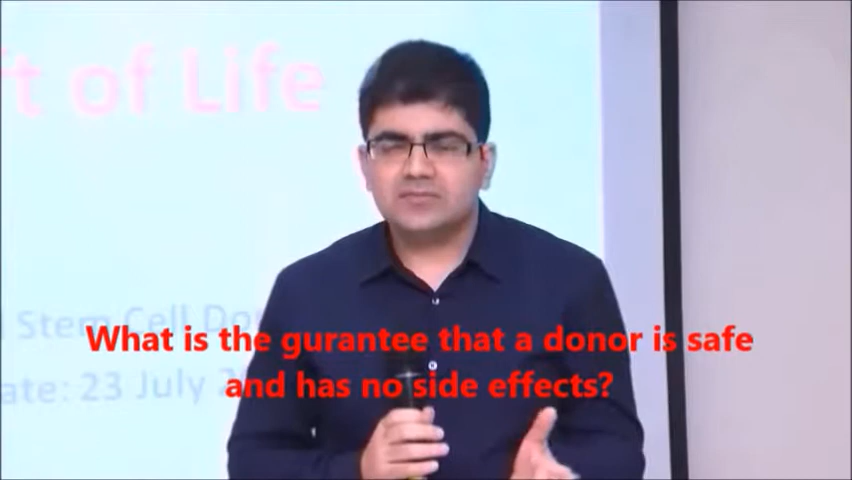 of Life
Stem Cell
What is the gurantee that a donor is safe
ate: 23 July
and has no side effects?